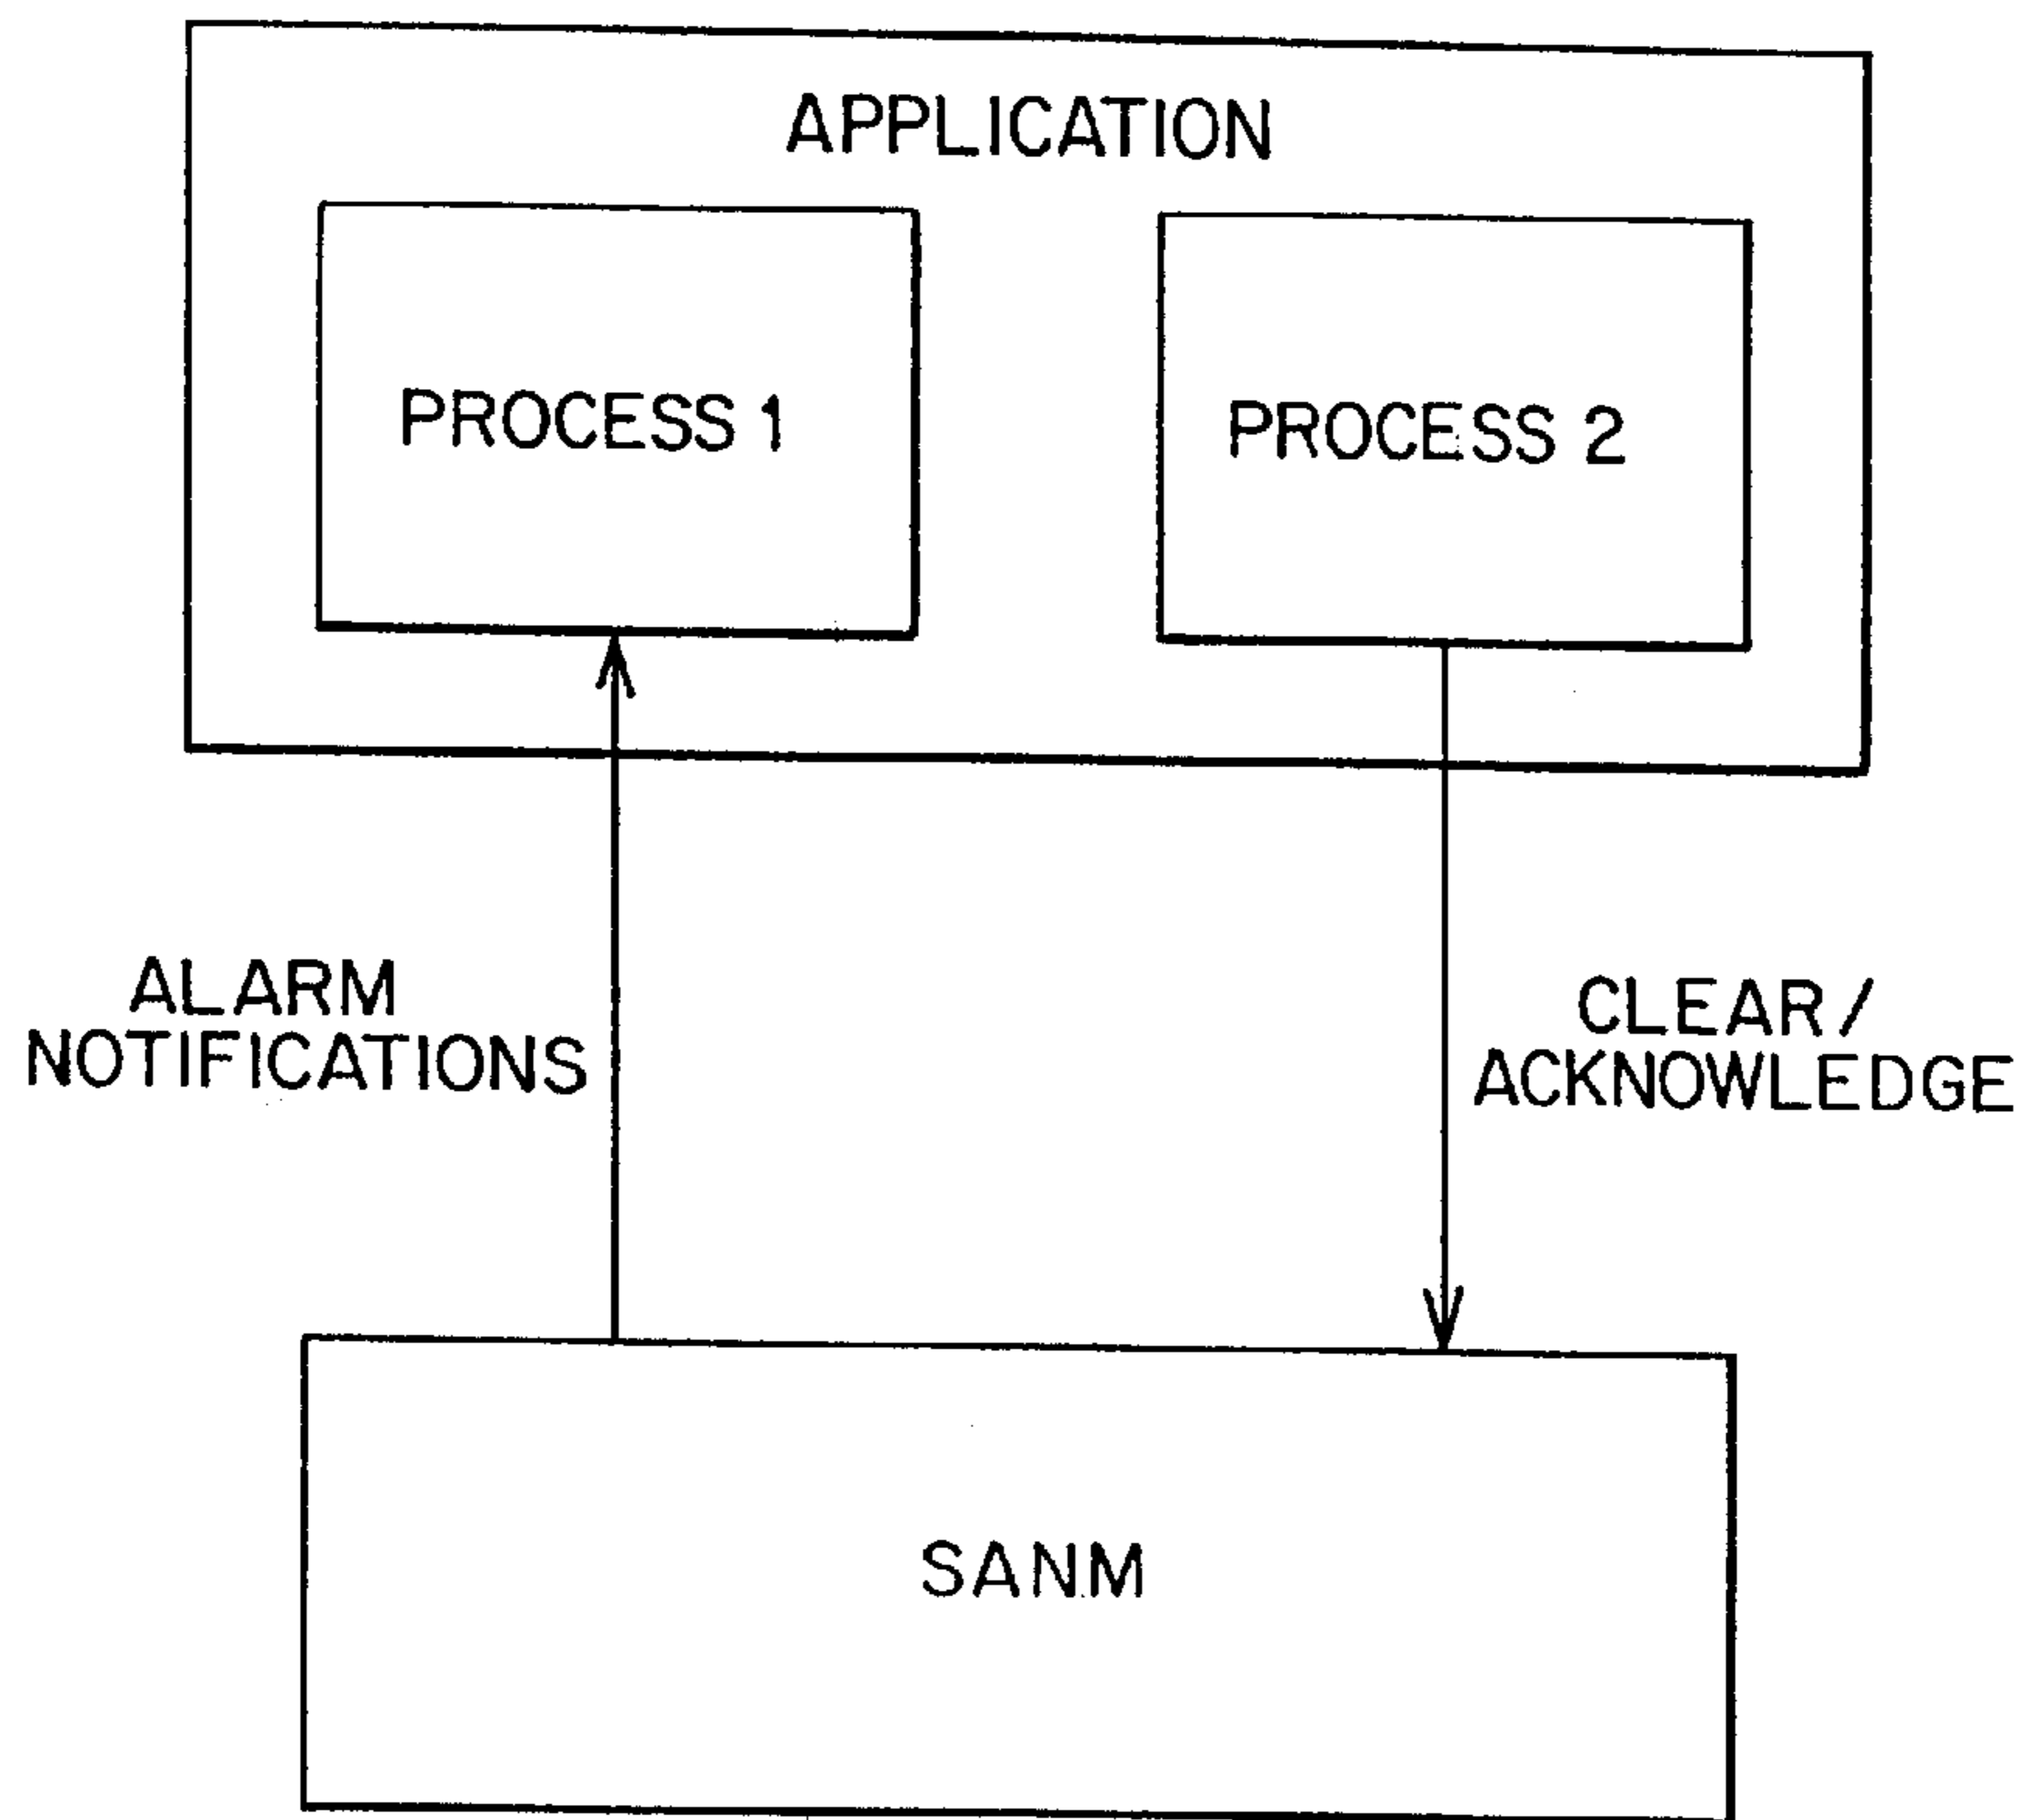 APPLICATION
PROCESS 1
PROCESS 2
ALARM
NOTIFICATIONS
CLEAR/
ACKNOWLEDGE
SANM